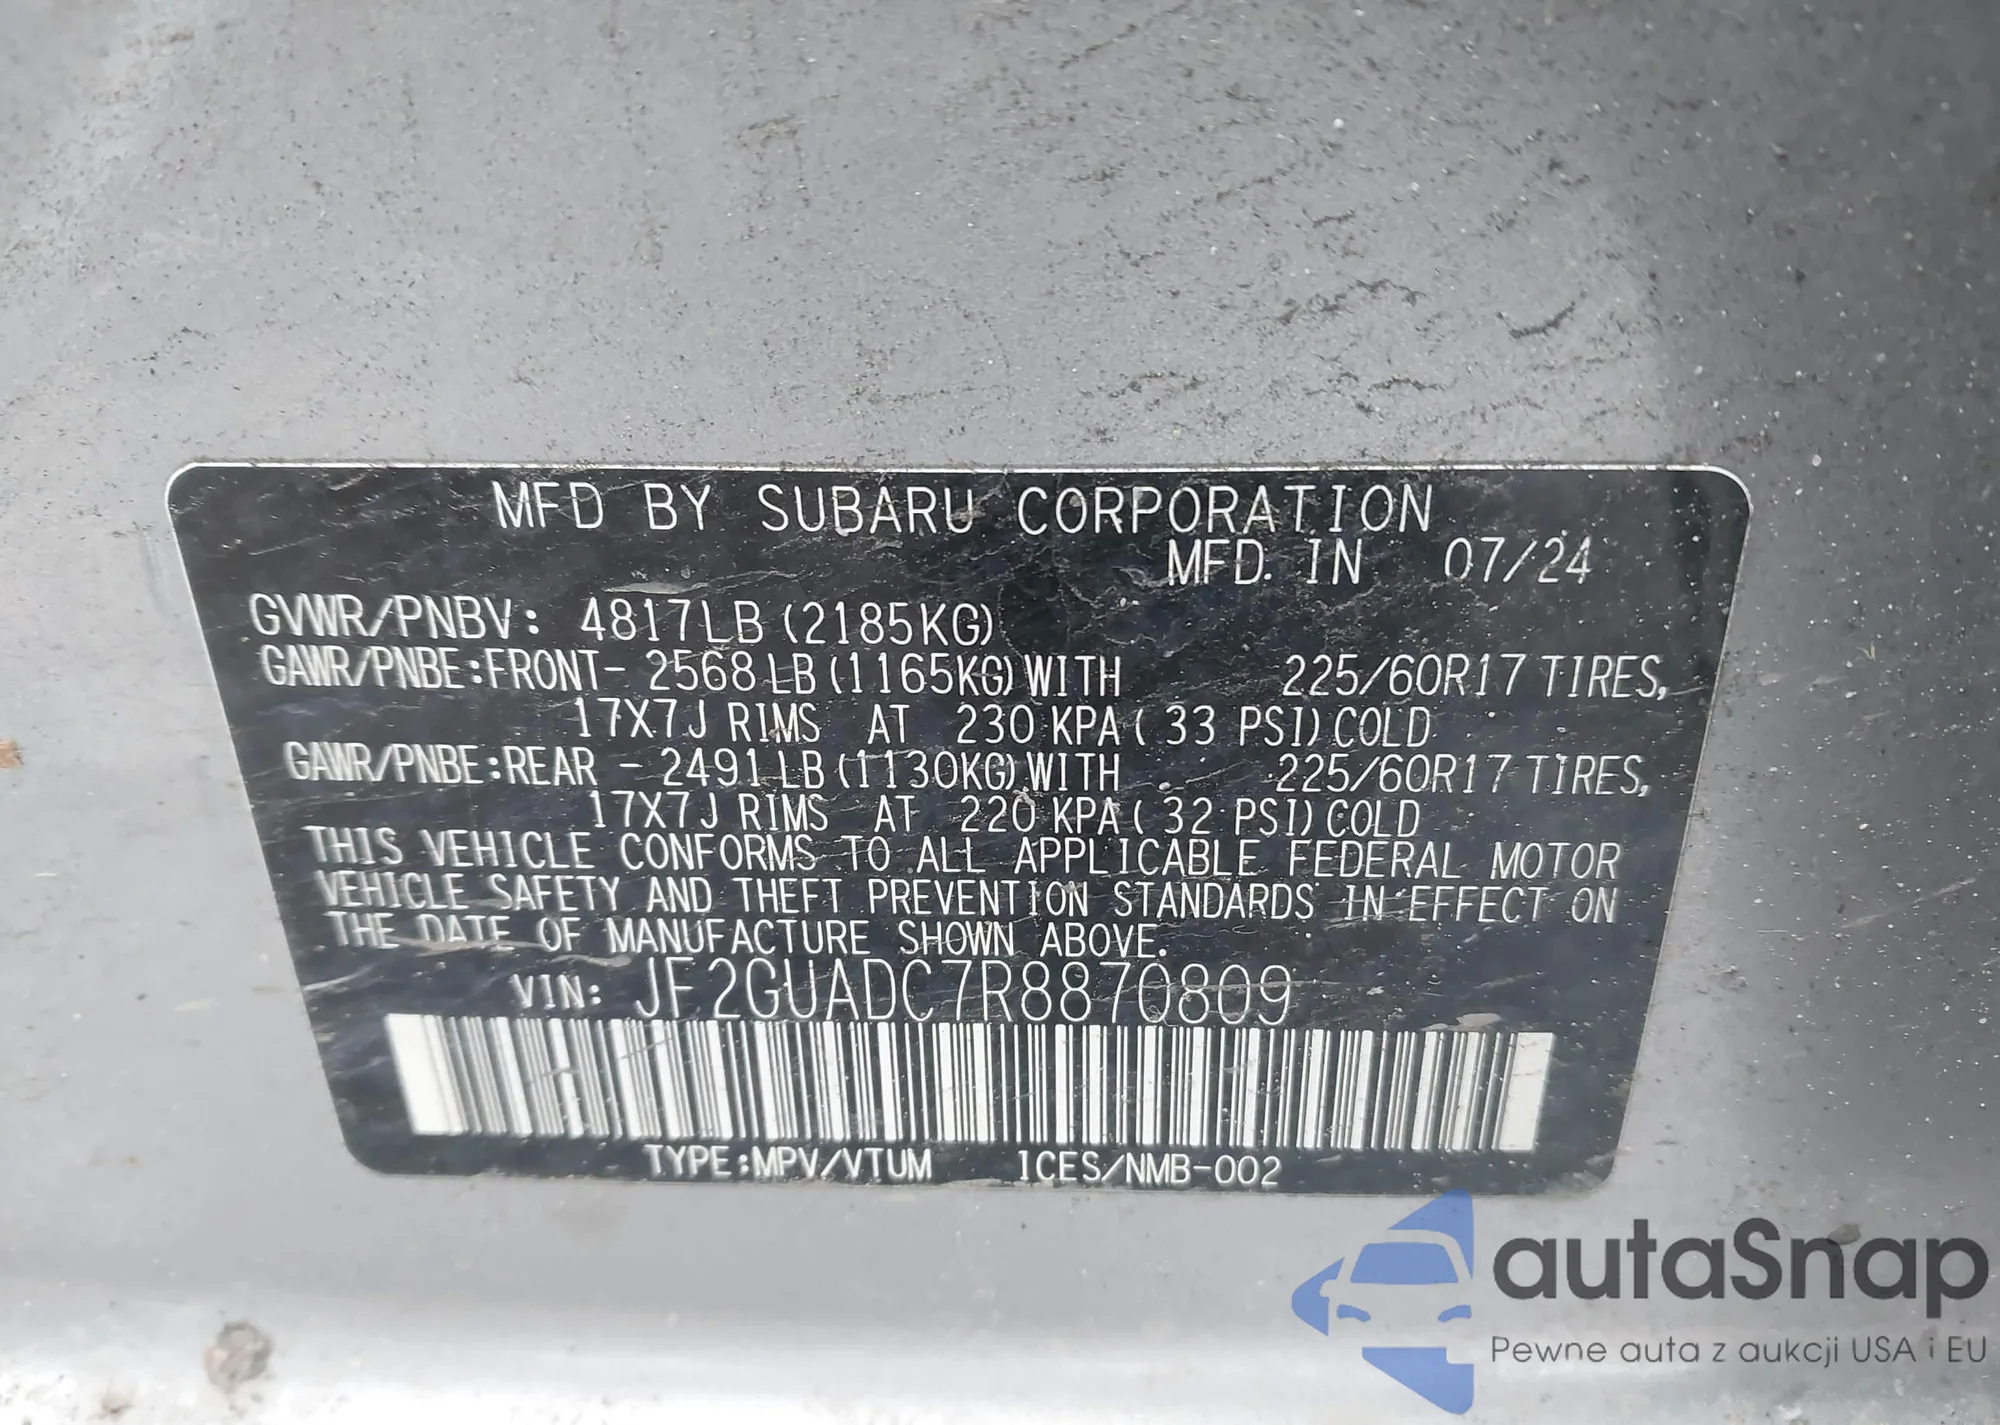 MFD BY SUBARU CORPORATION
MFD. IN 07/24
GVWR/PNBV: 4817LB (2185KG)
GAWR/PNBE:FRONT- 2568LB (1165KG) WITH 225/60R17 TIRES,
17X7J RIMS AT 230 KPA ( 33 PSI) COLD
GAWR/PNBE:REAR - 2491LB (1130KG) WITH 225/60R17 TIRES,
17X7J RIMS AT 220 KPA ( 32 PSI) COLD
THIS VEHICLE CONFORMS TO ALL APPLICABLE FEDERAL MOTOR
VEHICLE SAFETY AND THEFT PREVENTION STANDARDS IN EFFECT ON
THE DATE OF MANUFACTURE SHOWN ABOVE.
VIN: JF2GUADC7R8870809
TYPE:MPV/VTUM ICES/NMB-002
autaSnap
Pewne auta z aukcji USA i EU